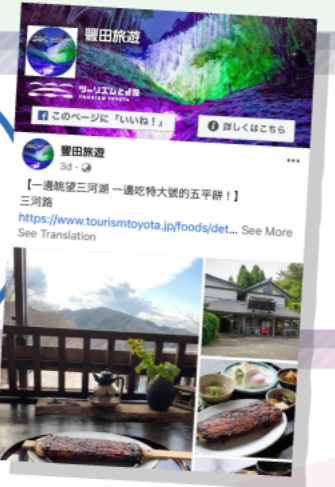 豐田旅遊
ツーリズムとよた
TOURISM TOYOTA
このページに「いいね！」
詳しくはこちら
豐田旅遊
3d
【一邊眺望三河湖 一邊吃特大號的五平餅！】
三河路
https://www.tourismtoyota.jp/foods/det... See More
See Translation